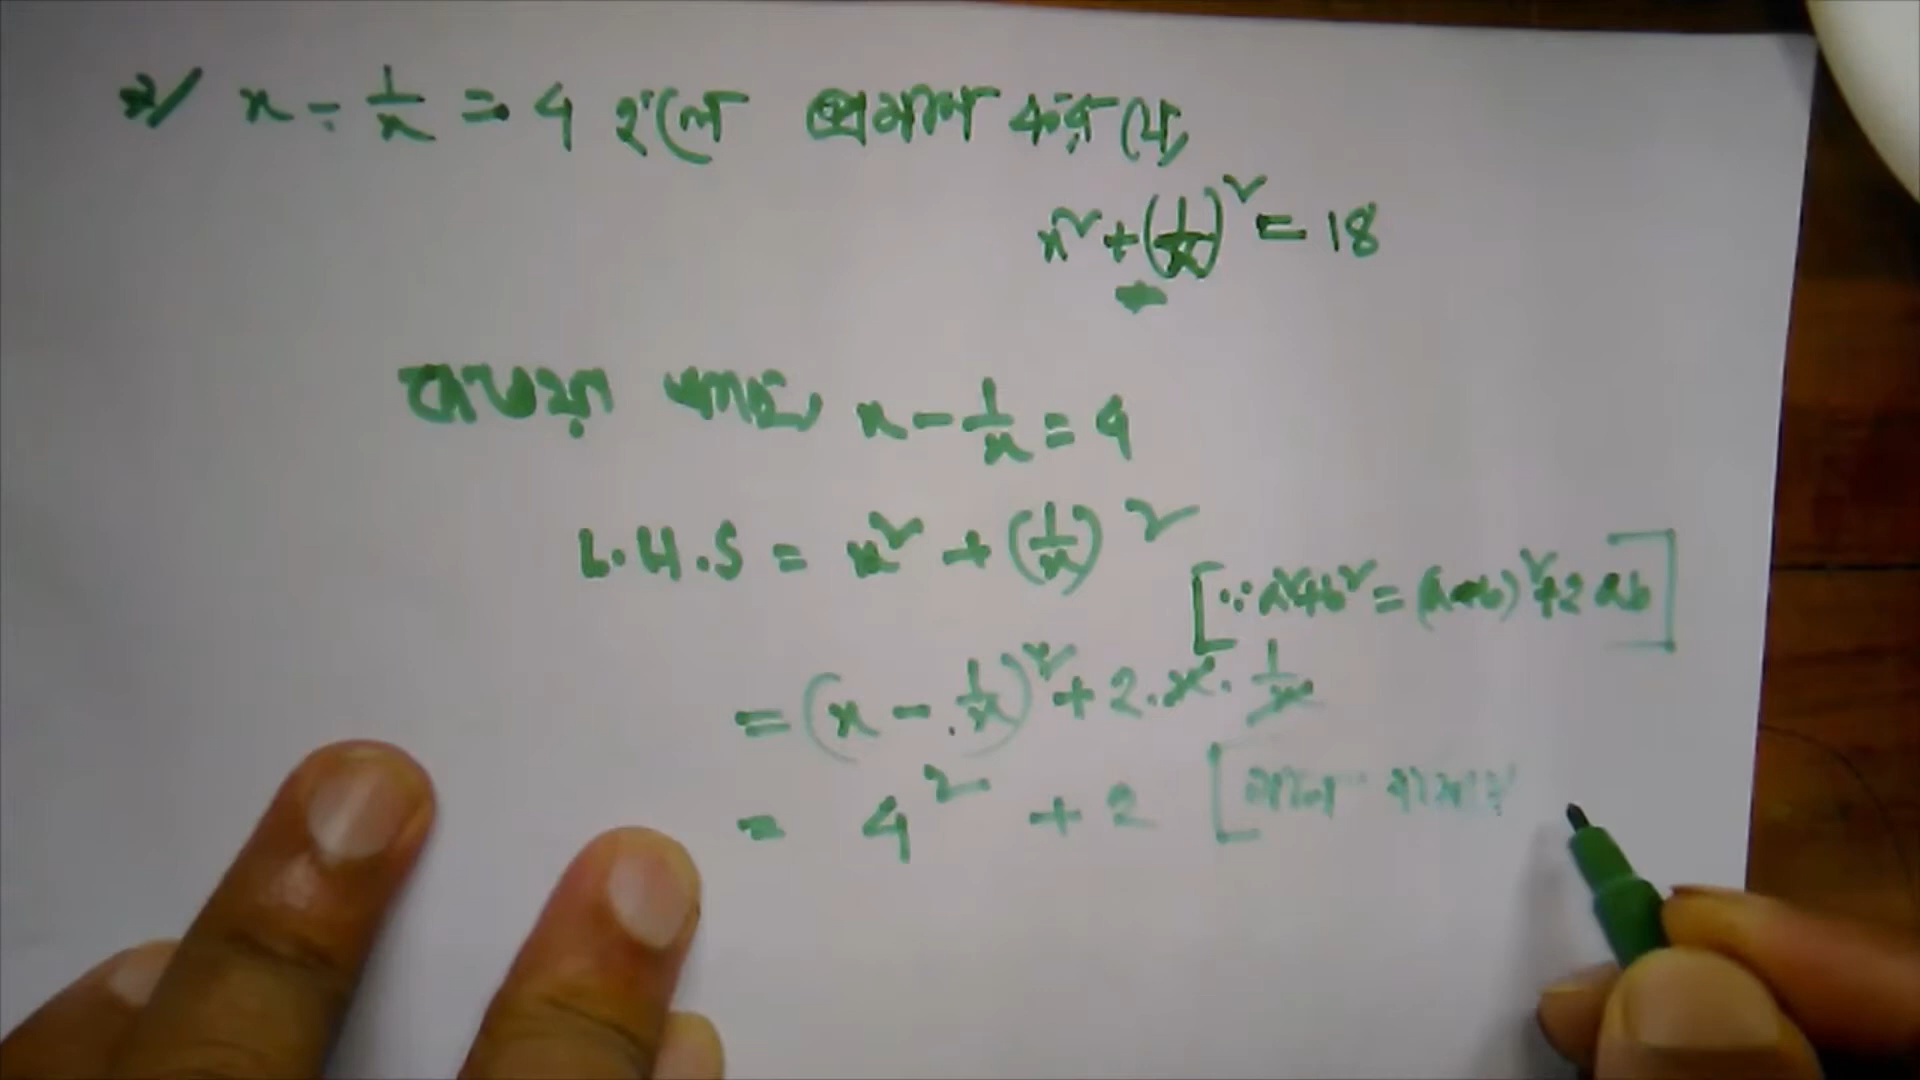 ২/ x - 1/x = 4 হলে প্রমাণ কর যে,
x² + (1/x)² = 18
দেওয়া আছে x - 1/x = 4
L.H.S = x² + (1/x)²
[∵ a²+b² = (a-b)²+2ab]
= (x - 1/x)² + 2.x.1/x
= 4² + 2 [মান